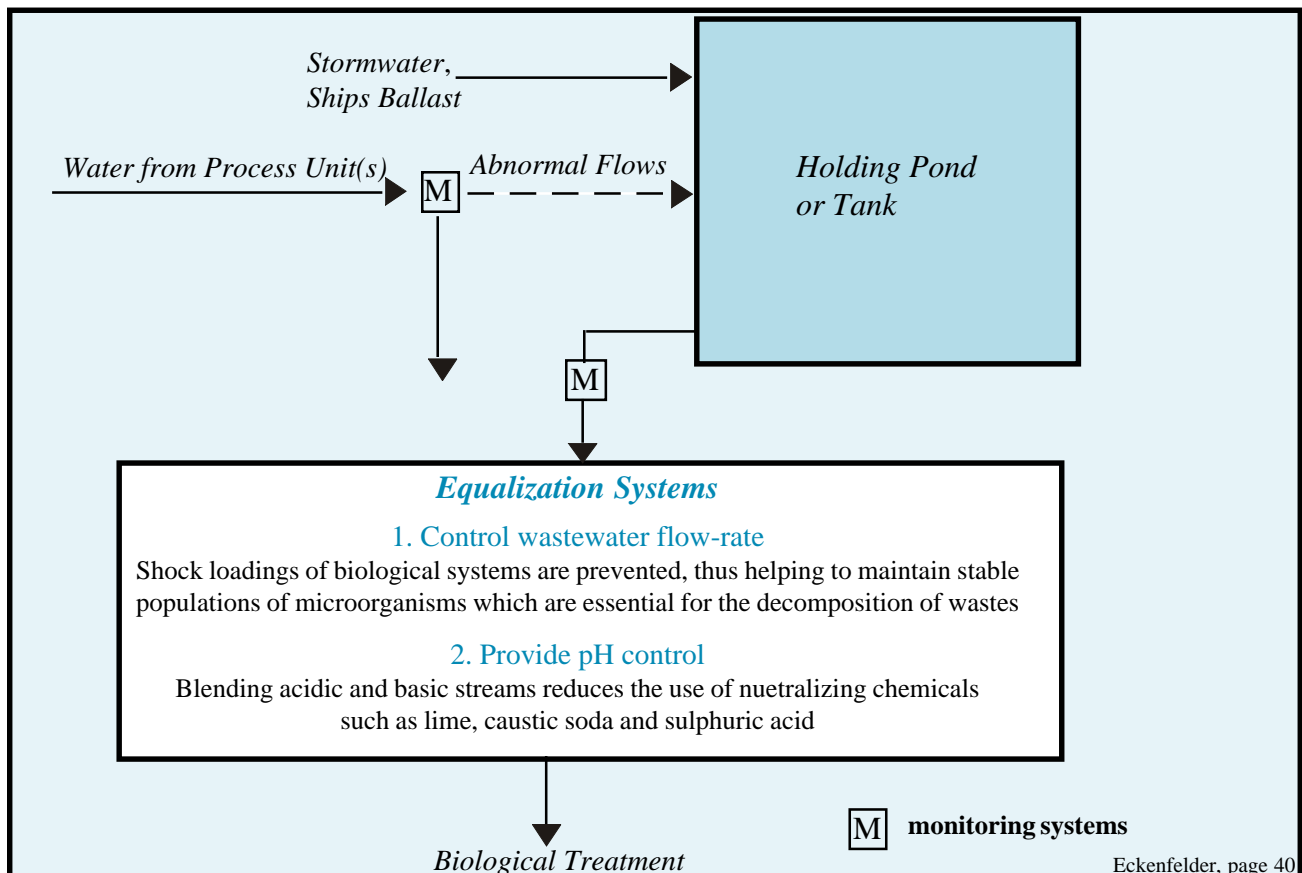 Stormwater,
Ships Ballast
Water from Process Unit(s)
M
Abnormal Flows
Holding Pond
or Tank
M
Equalization Systems
1. Control wastewater flow-rate
Shock loadings of biological systems are prevented, thus helping to maintain stable
populations of microorganisms which are essential for the decomposition of wastes
2. Provide pH control
Blending acidic and basic streams reduces the use of nuetralizing chemicals
such as lime, caustic soda and sulphuric acid
M monitoring systems
Biological Treatment
Eckenfelder, page 40